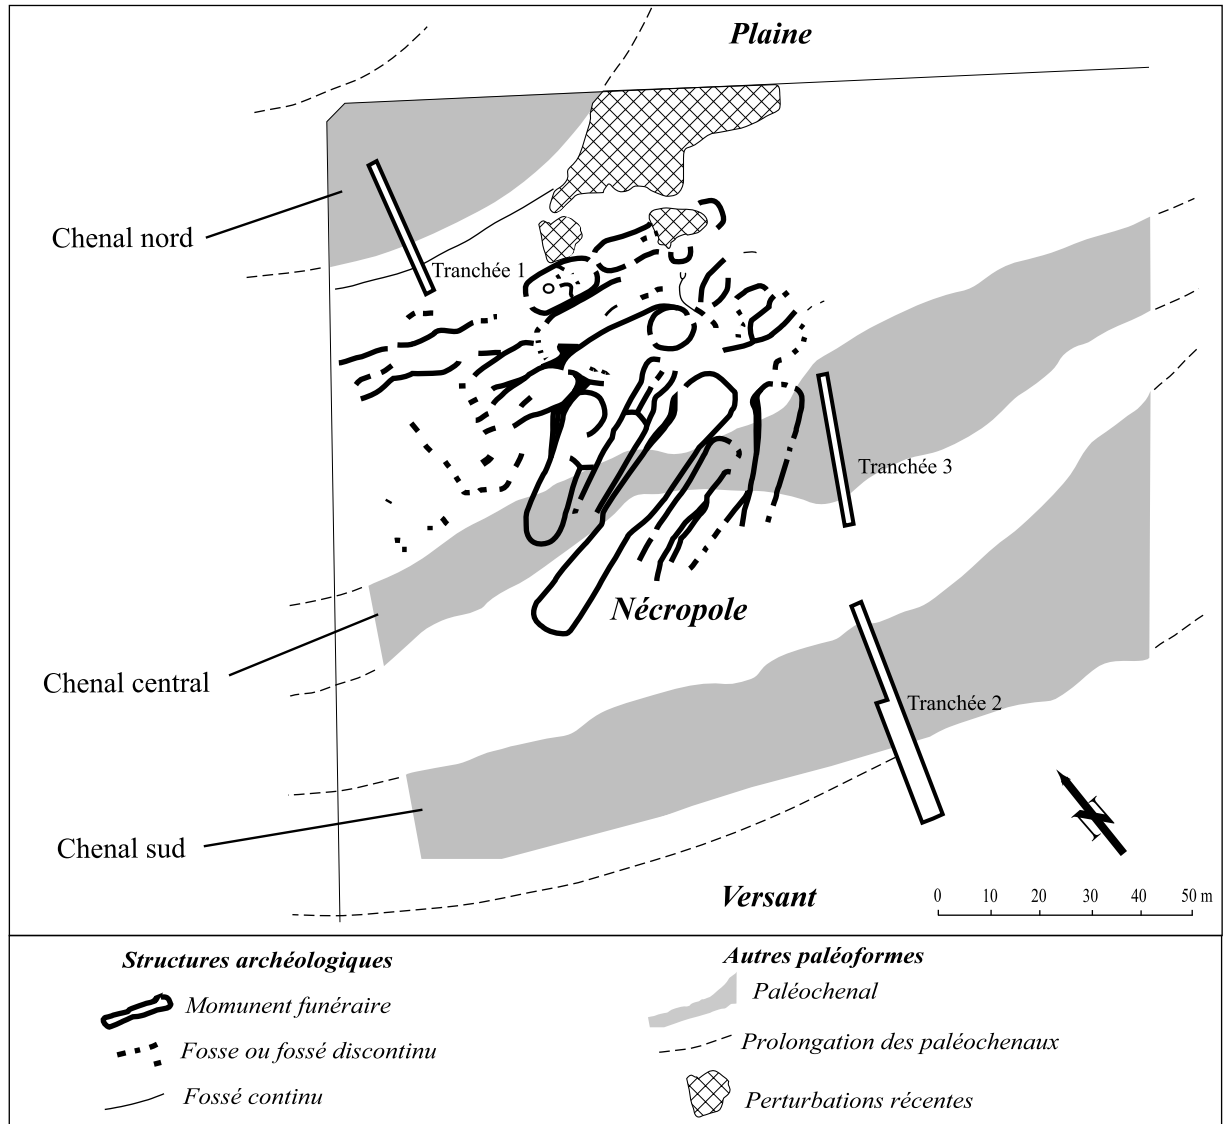 Plaine
Chenal nord
Tranchée 1
Tranchée 3
Nécropole
Chenal central
Tranchée 2
Chenal sud
N
Versant
0 10 20 30 40 50 m
Structures archéologiques
Momunent funéraire
Fosse ou fossé discontinu
Fossé continu
Autres paléoformes
Paléochenal
Prolongation des paléochenaux
Perturbations récentes